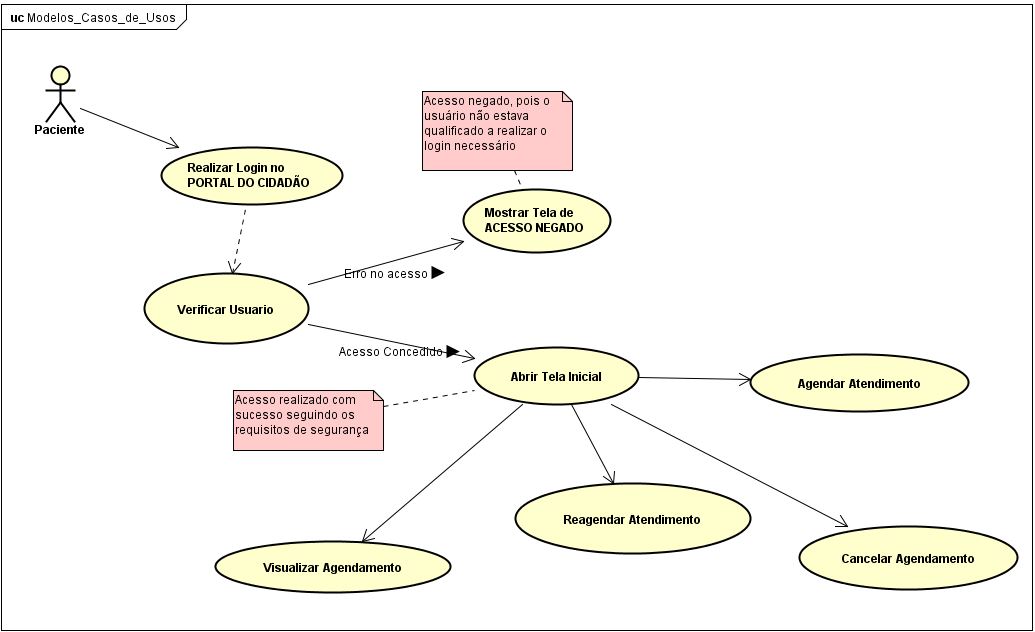 uc Modelos_Casos_de_Usos
Paciente
Realizar Login no
PORTAL DO CIDADÃO
Acesso negado, pois o
usuário não estava
qualificado a realizar o
login necessário
Mostrar Tela de
ACESSO NEGADO
Erro no acesso
Verificar Usuario
Acesso Concedido
Abrir Tela Inicial
Agendar Atendimento
Acesso realizado com
sucesso seguindo os
requisitos de segurança
Reagendar Atendimento
Cancelar Agendamento
Visualizar Agendamento